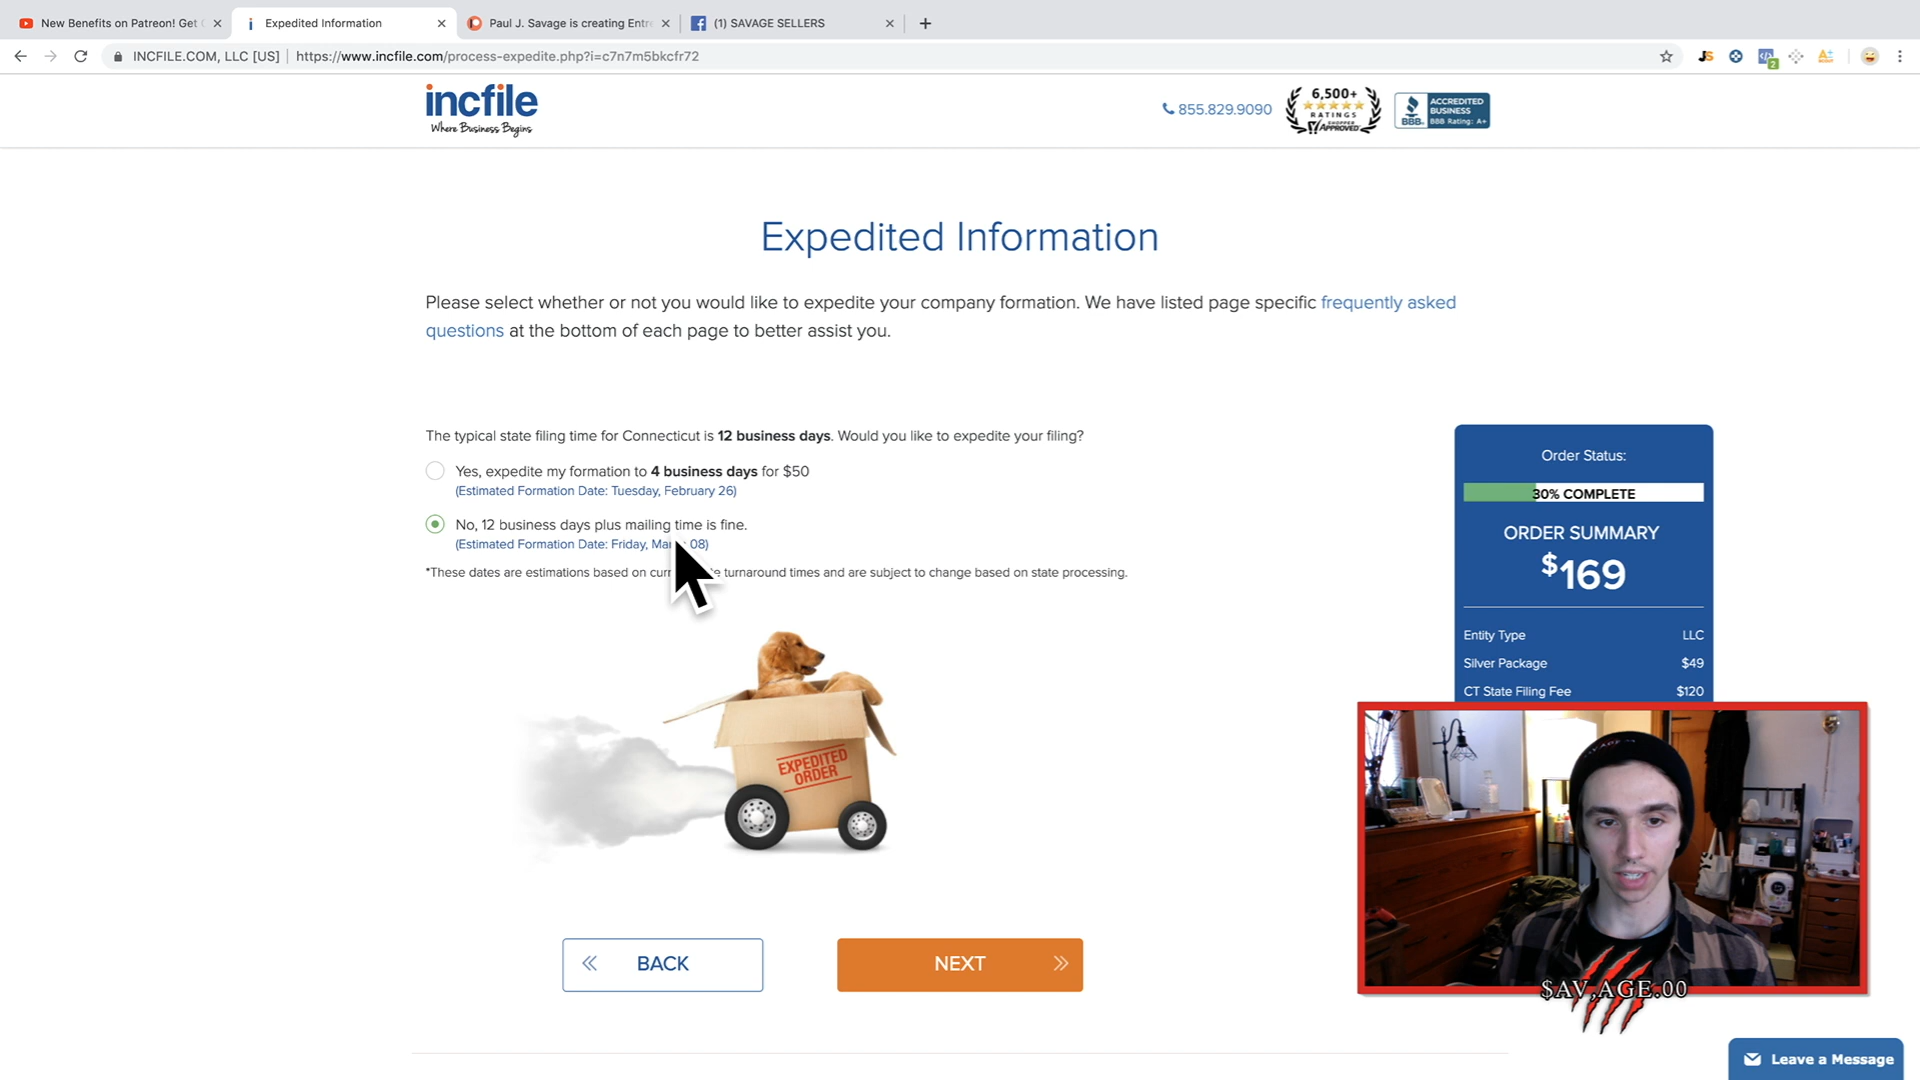 New Benefits on Patreon! Get
Expedited Information
Paul J. Savage is creating Entre
(1) SAVAGE SELLERS
INCFILE.COM, LLC [US]
https://www.incfile.com/process-expedite.php?i=c7n7m5bkcfr72
JS
2
incfile
Where Business Begins
855.829.9090
6,500+
RATINGS
SHOPPER
APPROVED
BBB.
ACCREDITED
BUSINESS
BBB Rating: A+
Expedited Information
Please select whether or not you would like to expedite your company formation. We have listed page specific frequently asked
questions at the bottom of each page to better assist you.
The typical state filing time for Connecticut is 12 business days. Would you like to expedite your filing?
Yes, expedite my formation to 4 business days for $50
(Estimated Formation Date: Tuesday, February 26)
No, 12 business days plus mailing time is fine.
(Estimated Formation Date: Friday, Mar 08)
*These dates are estimations based on turnaround times and are subject to change based on state processing.
EXPEDITED
ORDER
Order Status:
30% COMPLETE
ORDER SUMMARY
$169
Entity Type LLC
Silver Package $49
CT State Filing Fee $120
$AV,AGE.00
BACK
NEXT
Leave a Message